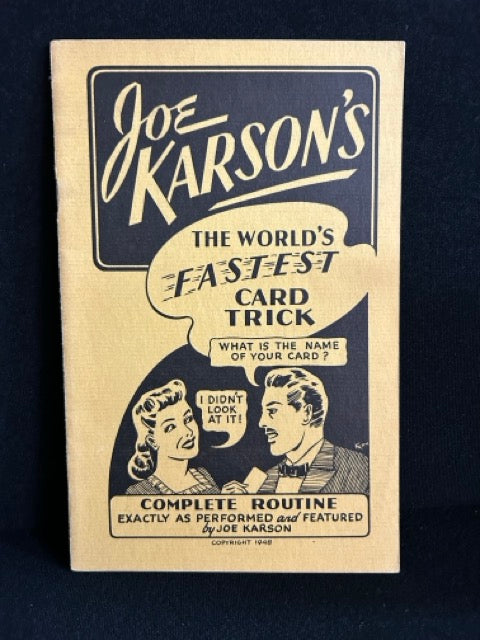 JOE
KARSON'S
THE WORLD'S
FASTEST
CARD
TRICK
WHAT IS THE NAME
OF YOUR CARD?
I DIDN'T
LOOK
AT IT!
COMPLETE ROUTINE
EXACTLY AS PERFORMED and FEATURED
by JOE KARSON
COPYRIGHT 1948